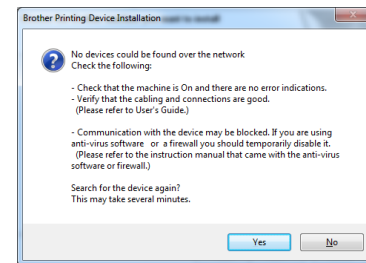 Brother Printing Device Installation
No devices could be found over the network
Check the following:
- Check that the machine is On and there are no error indications.
- Verify that the cabling and connections are good.
(Please refer to User's Guide.)
- Communication with the device may be blocked. If you are using
anti-virus software or a firewall you should temporarily disable it.
(Please refer to the instruction manual that came with the anti-virus
software or firewall.)
Search for the device again?
This may take several minutes.
Yes No